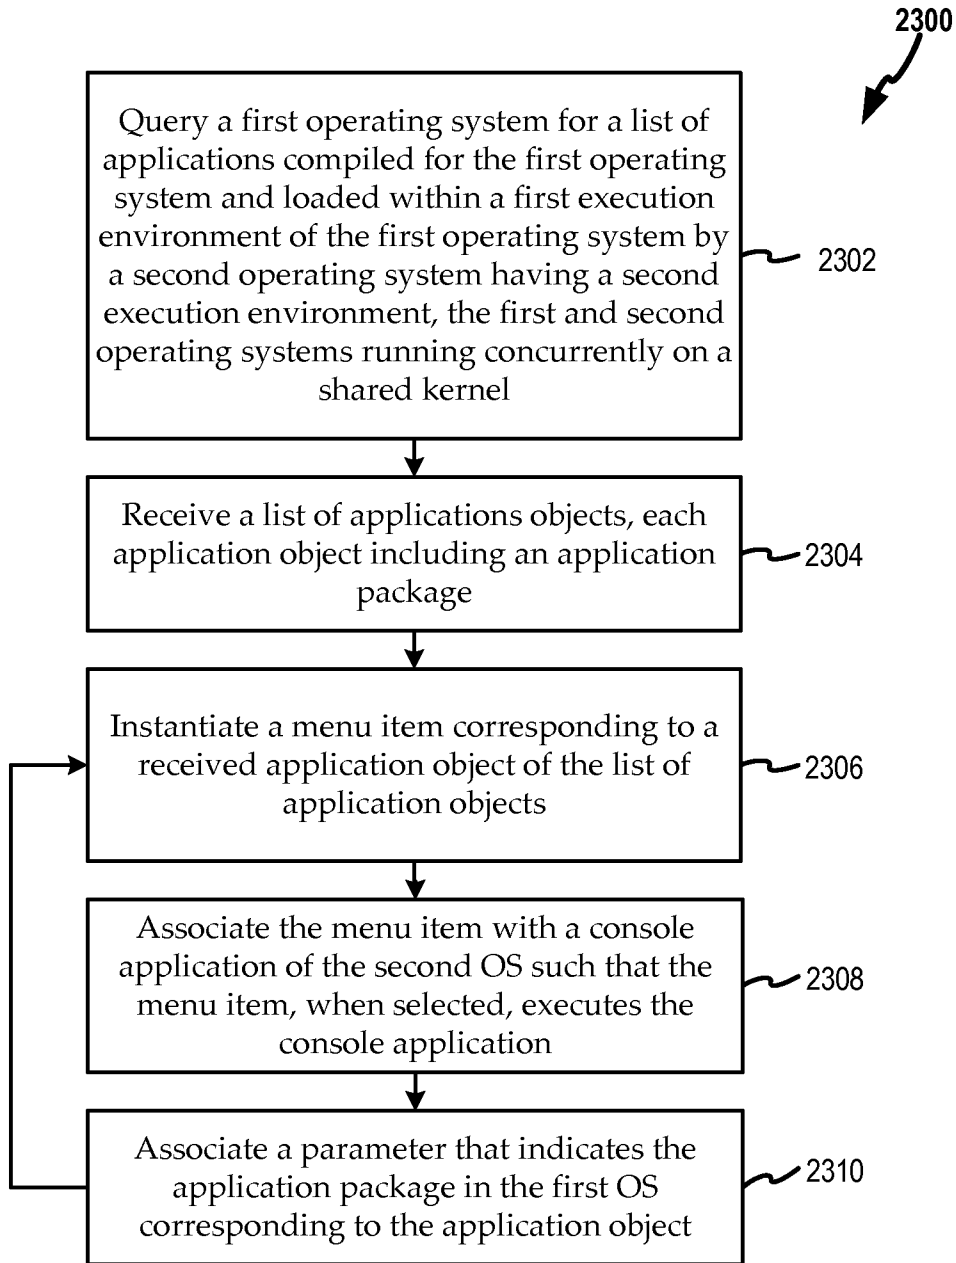 2300
Query a first operating system for a list of
applications compiled for the first operating
system and loaded within a first execution
environment of the first operating system by
a second operating system having a second
execution environment, the first and second
operating systems running concurrently on a
shared kernel
2302
Receive a list of applications objects, each
application object including an application
package
2304
Instantiate a menu item corresponding to a
received application object of the list of
application objects
2306
Associate the menu item with a console
application of the second OS such that the
menu item, when selected, executes the
console application
2308
Associate a parameter that indicates the
application package in the first OS
corresponding to the application object
2310